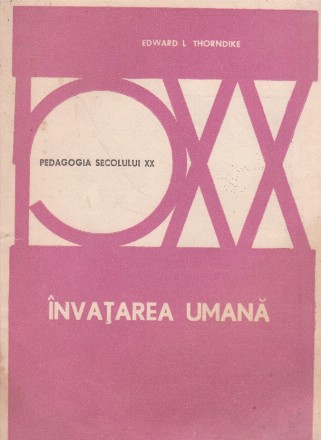 EDWARD L THORNDIKE
PEDAGOGIA SECOLULUI XX
ÎNVAȚAREA UMANĂ